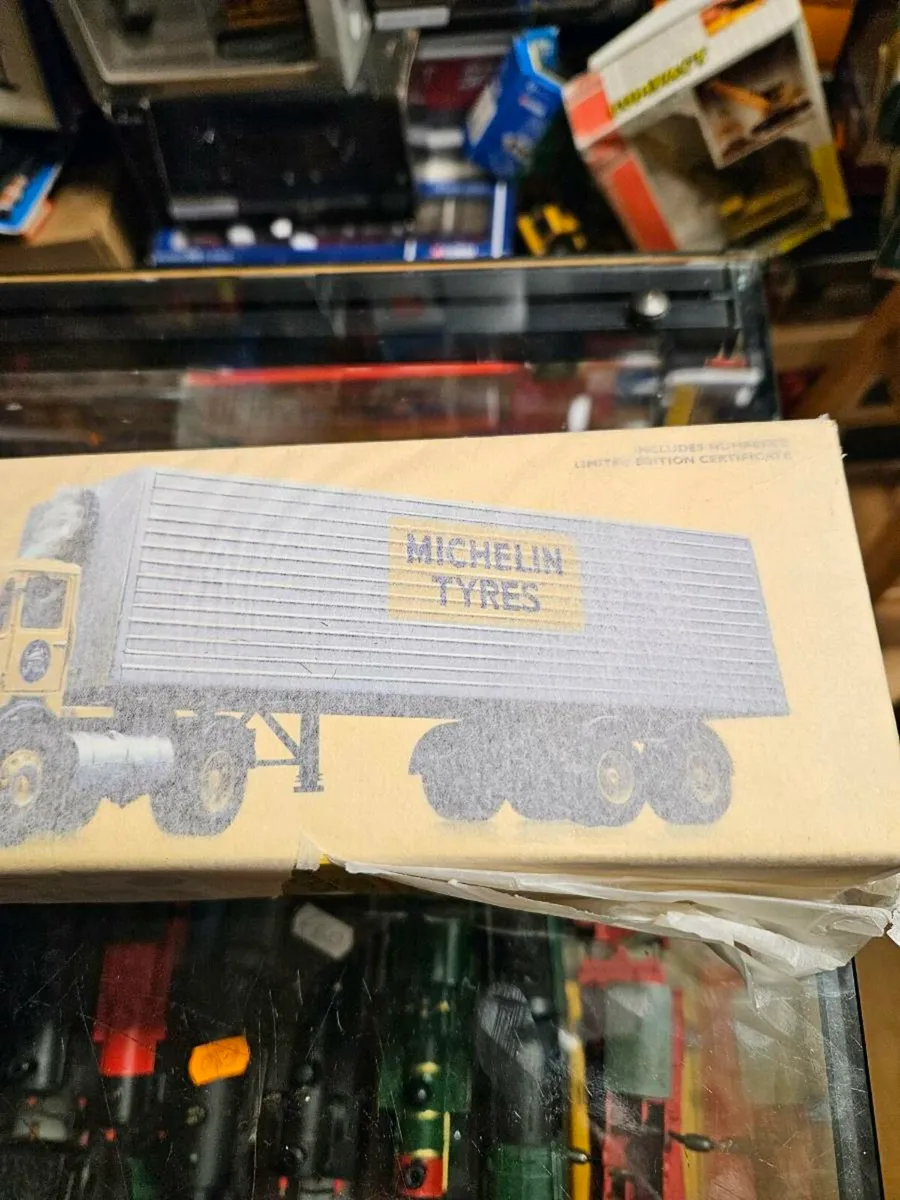 INCLUDES NUMBERED
LIMITED EDITION CERTIFICATE
MICHELIN
TYRES